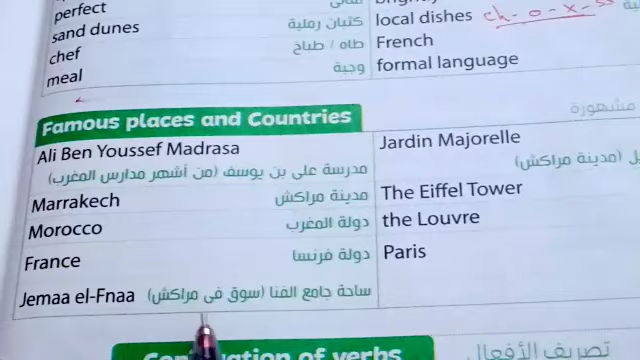 perfect
sand dunes كثبان رملية
chef طاه / طباخ
meal وجبة
local dishes ch-o-x-s
French
formal language
Famous places and Countries
مشهورة
Ali Ben Youssef Madrasa
مدرسة على بن يوسف (من أشهر مدارس المغرب)
Marrakech مدينة مراكش
Morocco دولة المغرب
France دولة فرنسا
Jemaa el-Fnaa ساحة جامع الفنا (سوق فى مراكش)
Jardin Majorelle
(مدينة مراكش)
The Eiffel Tower
the Louvre
Paris
of verbs تصريف الأفعال